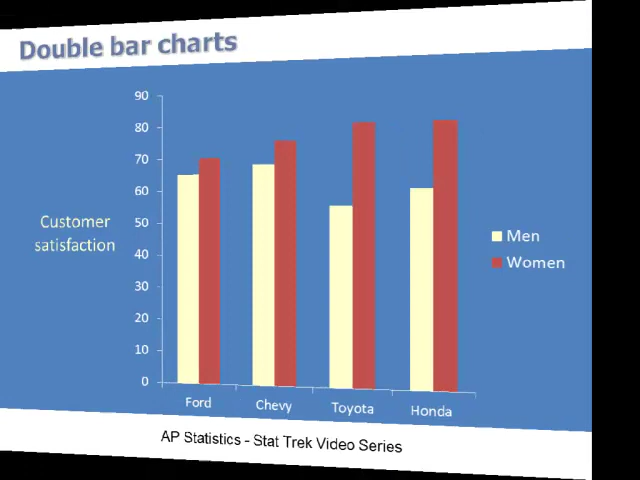 Double bar charts
90
80
70
60
50
40
30
20
10
0
Customer
satisfaction
Men
Women
Ford Chevy Toyota Honda
AP Statistics - Stat Trek Video Series